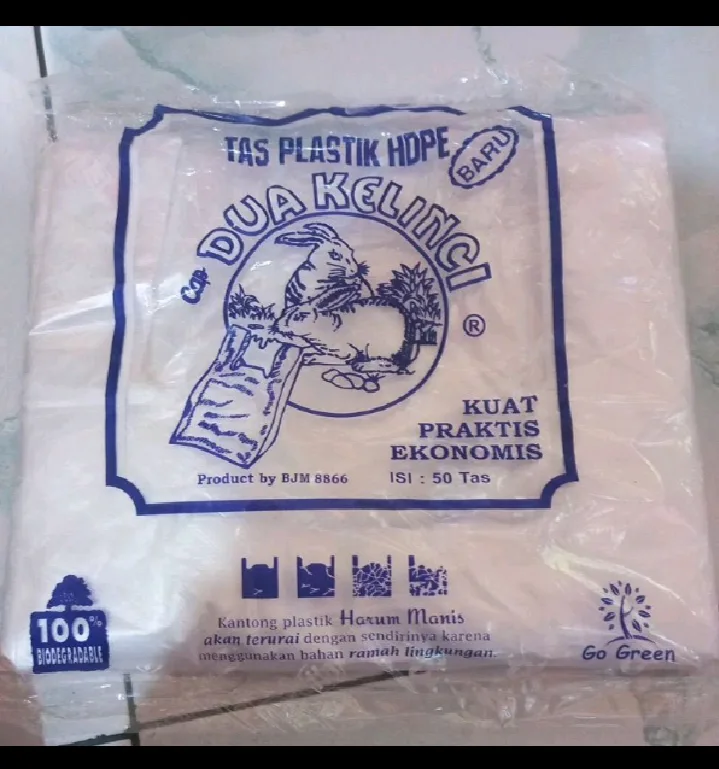 TAS PLASTIK HDPE
BARU
Cap
DUA KELINCI
®
KUAT
PRAKTIS
EKONOMIS
Product by BJM 8866
ISI : 50 Tas
100%
BIODEGRADABLE
Kantong plastik Harum Manis
akan terurai dengan sendirinya karena
menggunakan bahan ramah lingkungan.
Go Green